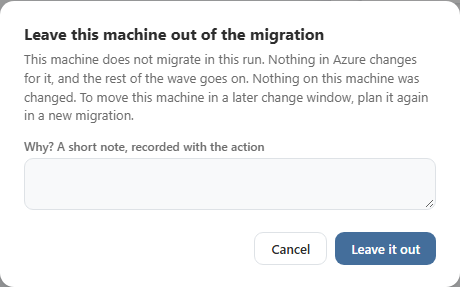 Leave this machine out of the migration
This machine does not migrate in this run. Nothing in Azure changes
for it, and the rest of the wave goes on. Nothing on this machine was
changed. To move this machine in a later change window, plan it again
in a new migration.
Why? A short note, recorded with the action
Cancel
Leave it out